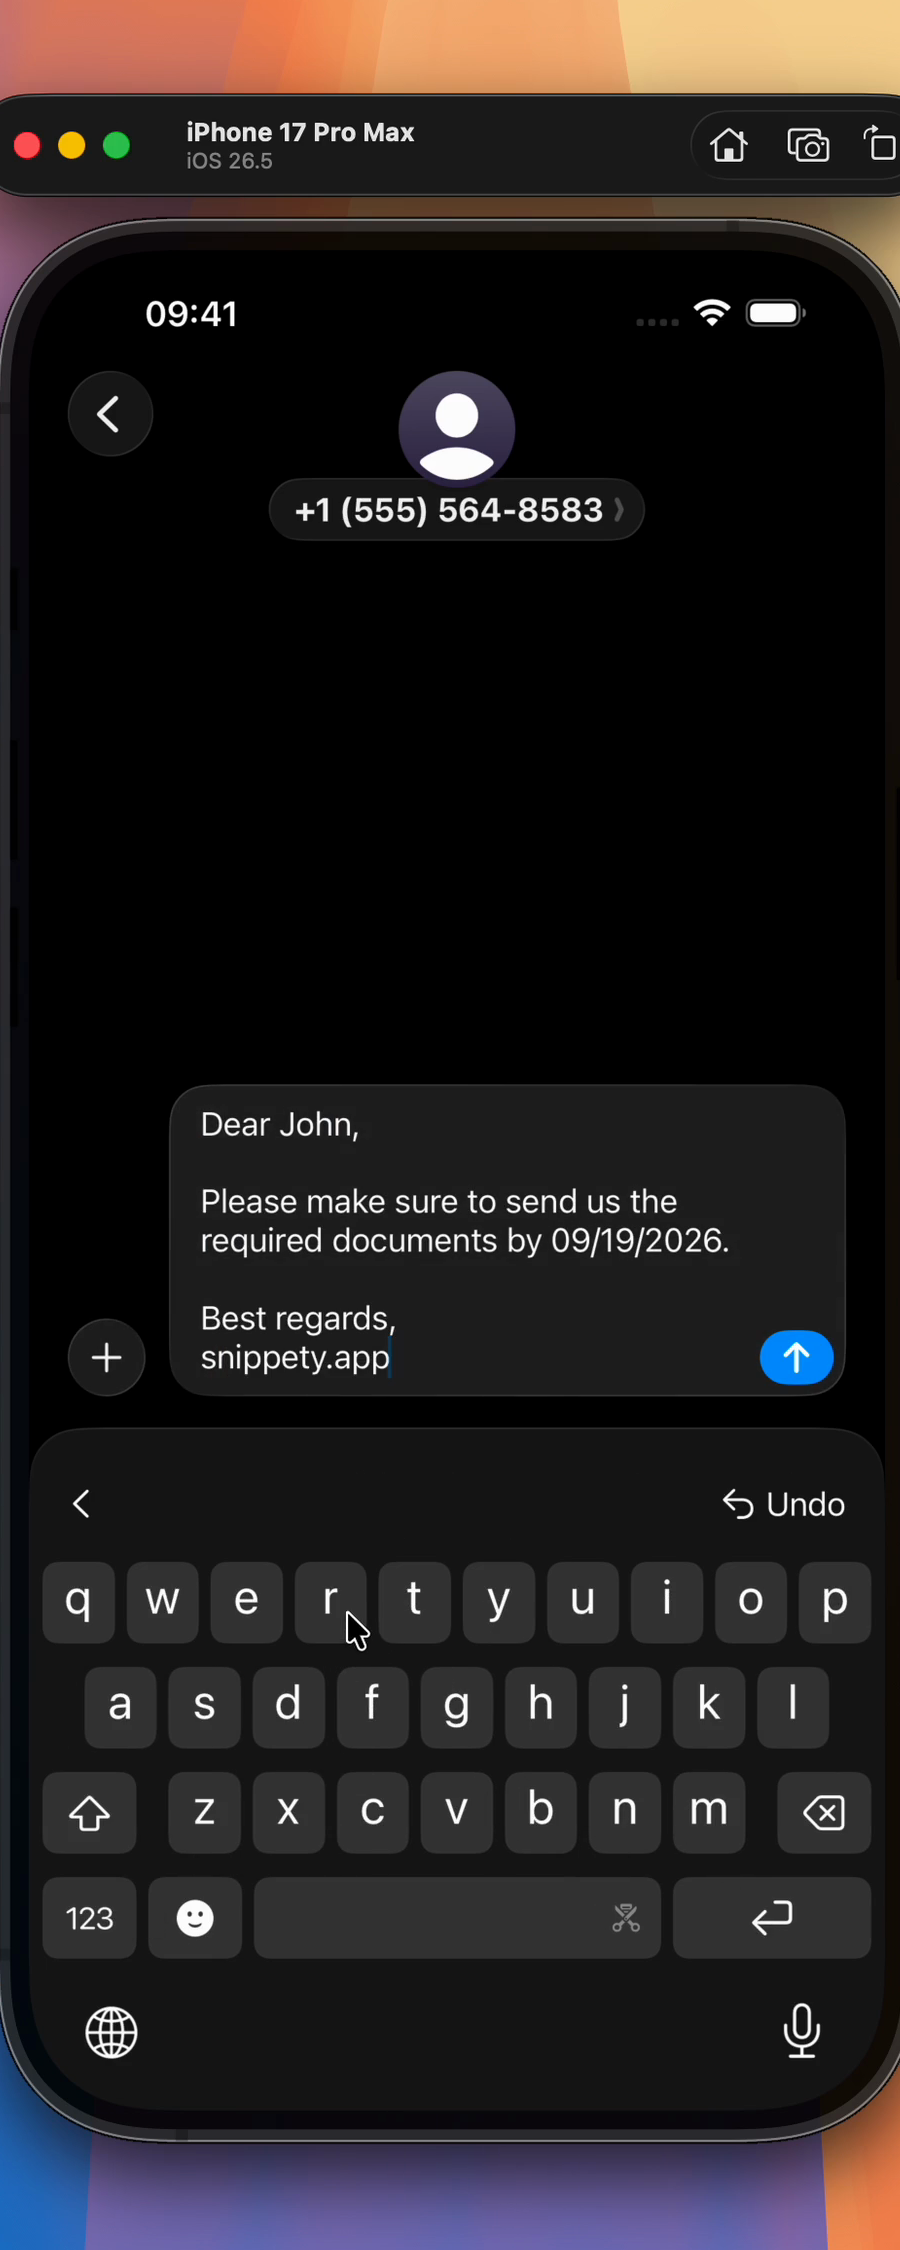 iPhone 17 Pro Max
iOS 26.5
09:41
+1 (555) 564-8583
Dear John,
Please make sure to send us the
required documents by 09/19/2026.
Best regards,
snippety.app
Undo
q w e r t y u i o p
a s d f g h j k l
z x c v b n m
123